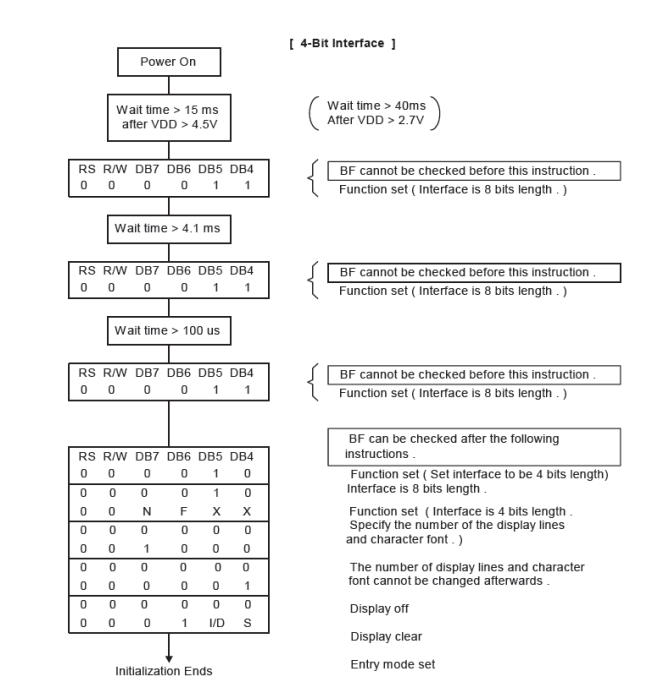 [ 4-Bit Interface ]
Power On
Wait time > 15 ms
after VDD > 4.5V
Wait time > 40ms
After VDD > 2.7V
RS R/W DB7 DB6 DB5 DB4
0 0 0 0 1 1
BF cannot be checked before this instruction .
Function set ( Interface is 8 bits length . )
Wait time > 4.1 ms
RS R/W DB7 DB6 DB5 DB4
0 0 0 0 1 1
BF cannot be checked before this instruction .
Function set ( Interface is 8 bits length . )
Wait time > 100 us
RS R/W DB7 DB6 DB5 DB4
0 0 0 0 1 1
BF cannot be checked before this instruction .
Function set ( Interface is 8 bits length . )
RS R/W DB7 DB6 DB5 DB4
0 0 0 0 1 0
0 0 0 0 1 0
0 0 N F X X
0 0 0 0 0 0
0 0 1 0 0 0
0 0 0 0 0 0
0 0 0 0 0 1
0 0 0 0 0 0
0 0 0 1 I/D S
BF can be checked after the following
instructions .
Function set ( Set interface to be 4 bits length)
Interface is 8 bits length .
Function set ( Interface is 4 bits length .
Specify the number of the display lines
and character font . )
The number of display lines and character
font cannot be changed afterwards .
Display off
Display clear
Entry mode set
Initialization Ends